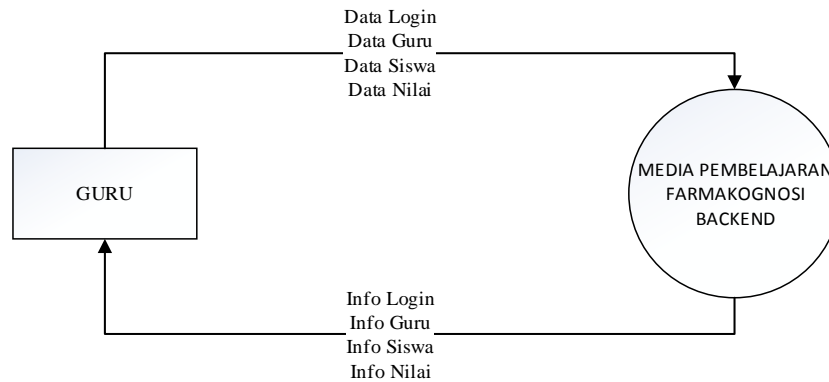 Data Login
Data Guru
Data Siswa
Data Nilai
GURU
MEDIA PEMBELAJARAN
FARMAKOGNOSI
BACKEND
Info Login
Info Guru
Info Siswa
Info Nilai